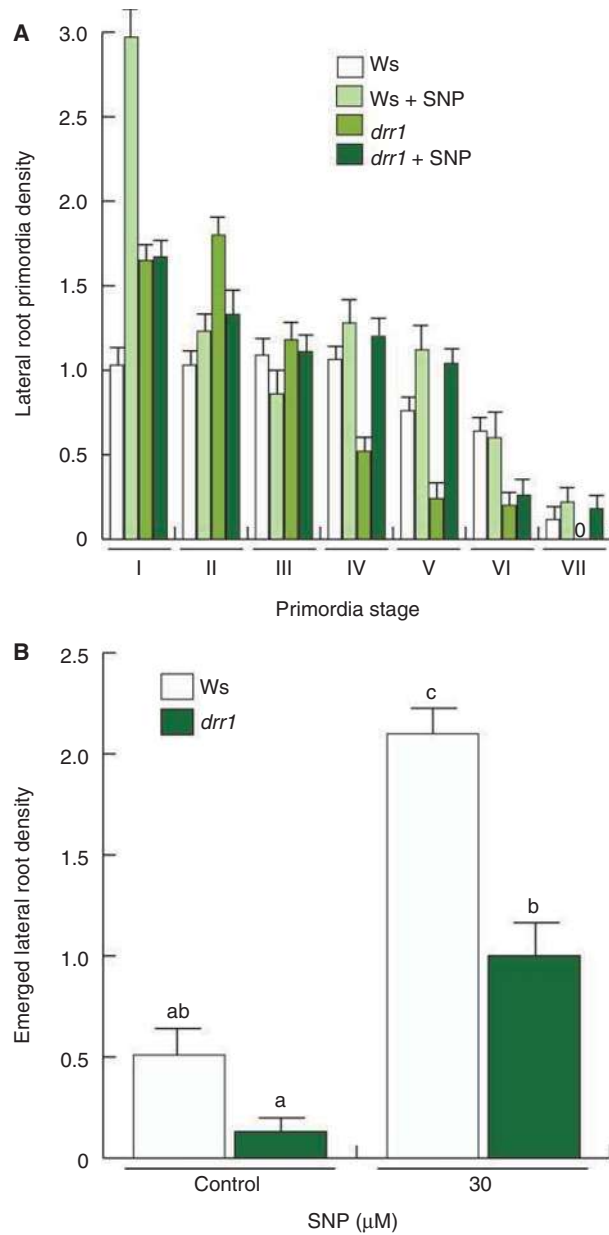 A
3.0
2.5
2.0
1.5
1.0
0.5
0
Lateral root primordia density
Ws
Ws + SNP
drr1
drr1 + SNP
0
I II III IV V VI VII
Primordia stage
B
2.5
2.0
1.5
1.0
0.5
0
Emerged lateral root density
Ws
drr1
ab
a
c
b
Control 30
SNP (μM)